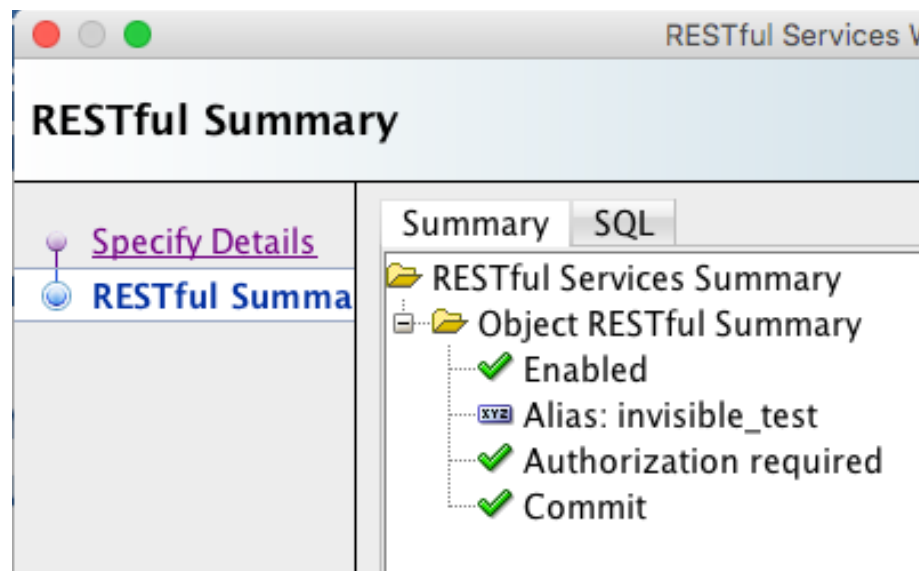 RESTful Services
RESTful Summary
Specify Details
RESTful Summa
Summary SQL
RESTful Services Summary
Object RESTful Summary
Enabled
XYZ Alias: invisible_test
Authorization required
Commit